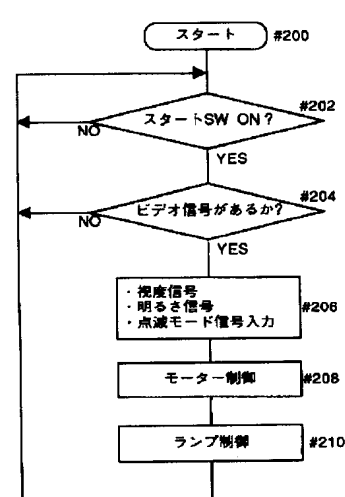 スタート
#200
スタートSW ON?
#202
NO
YES
ビデオ信号があるか?
#204
NO
YES
・視度信号
・明るさ信号
・点滅モード信号入力
#206
モーター制御
#208
ランプ制御
#210